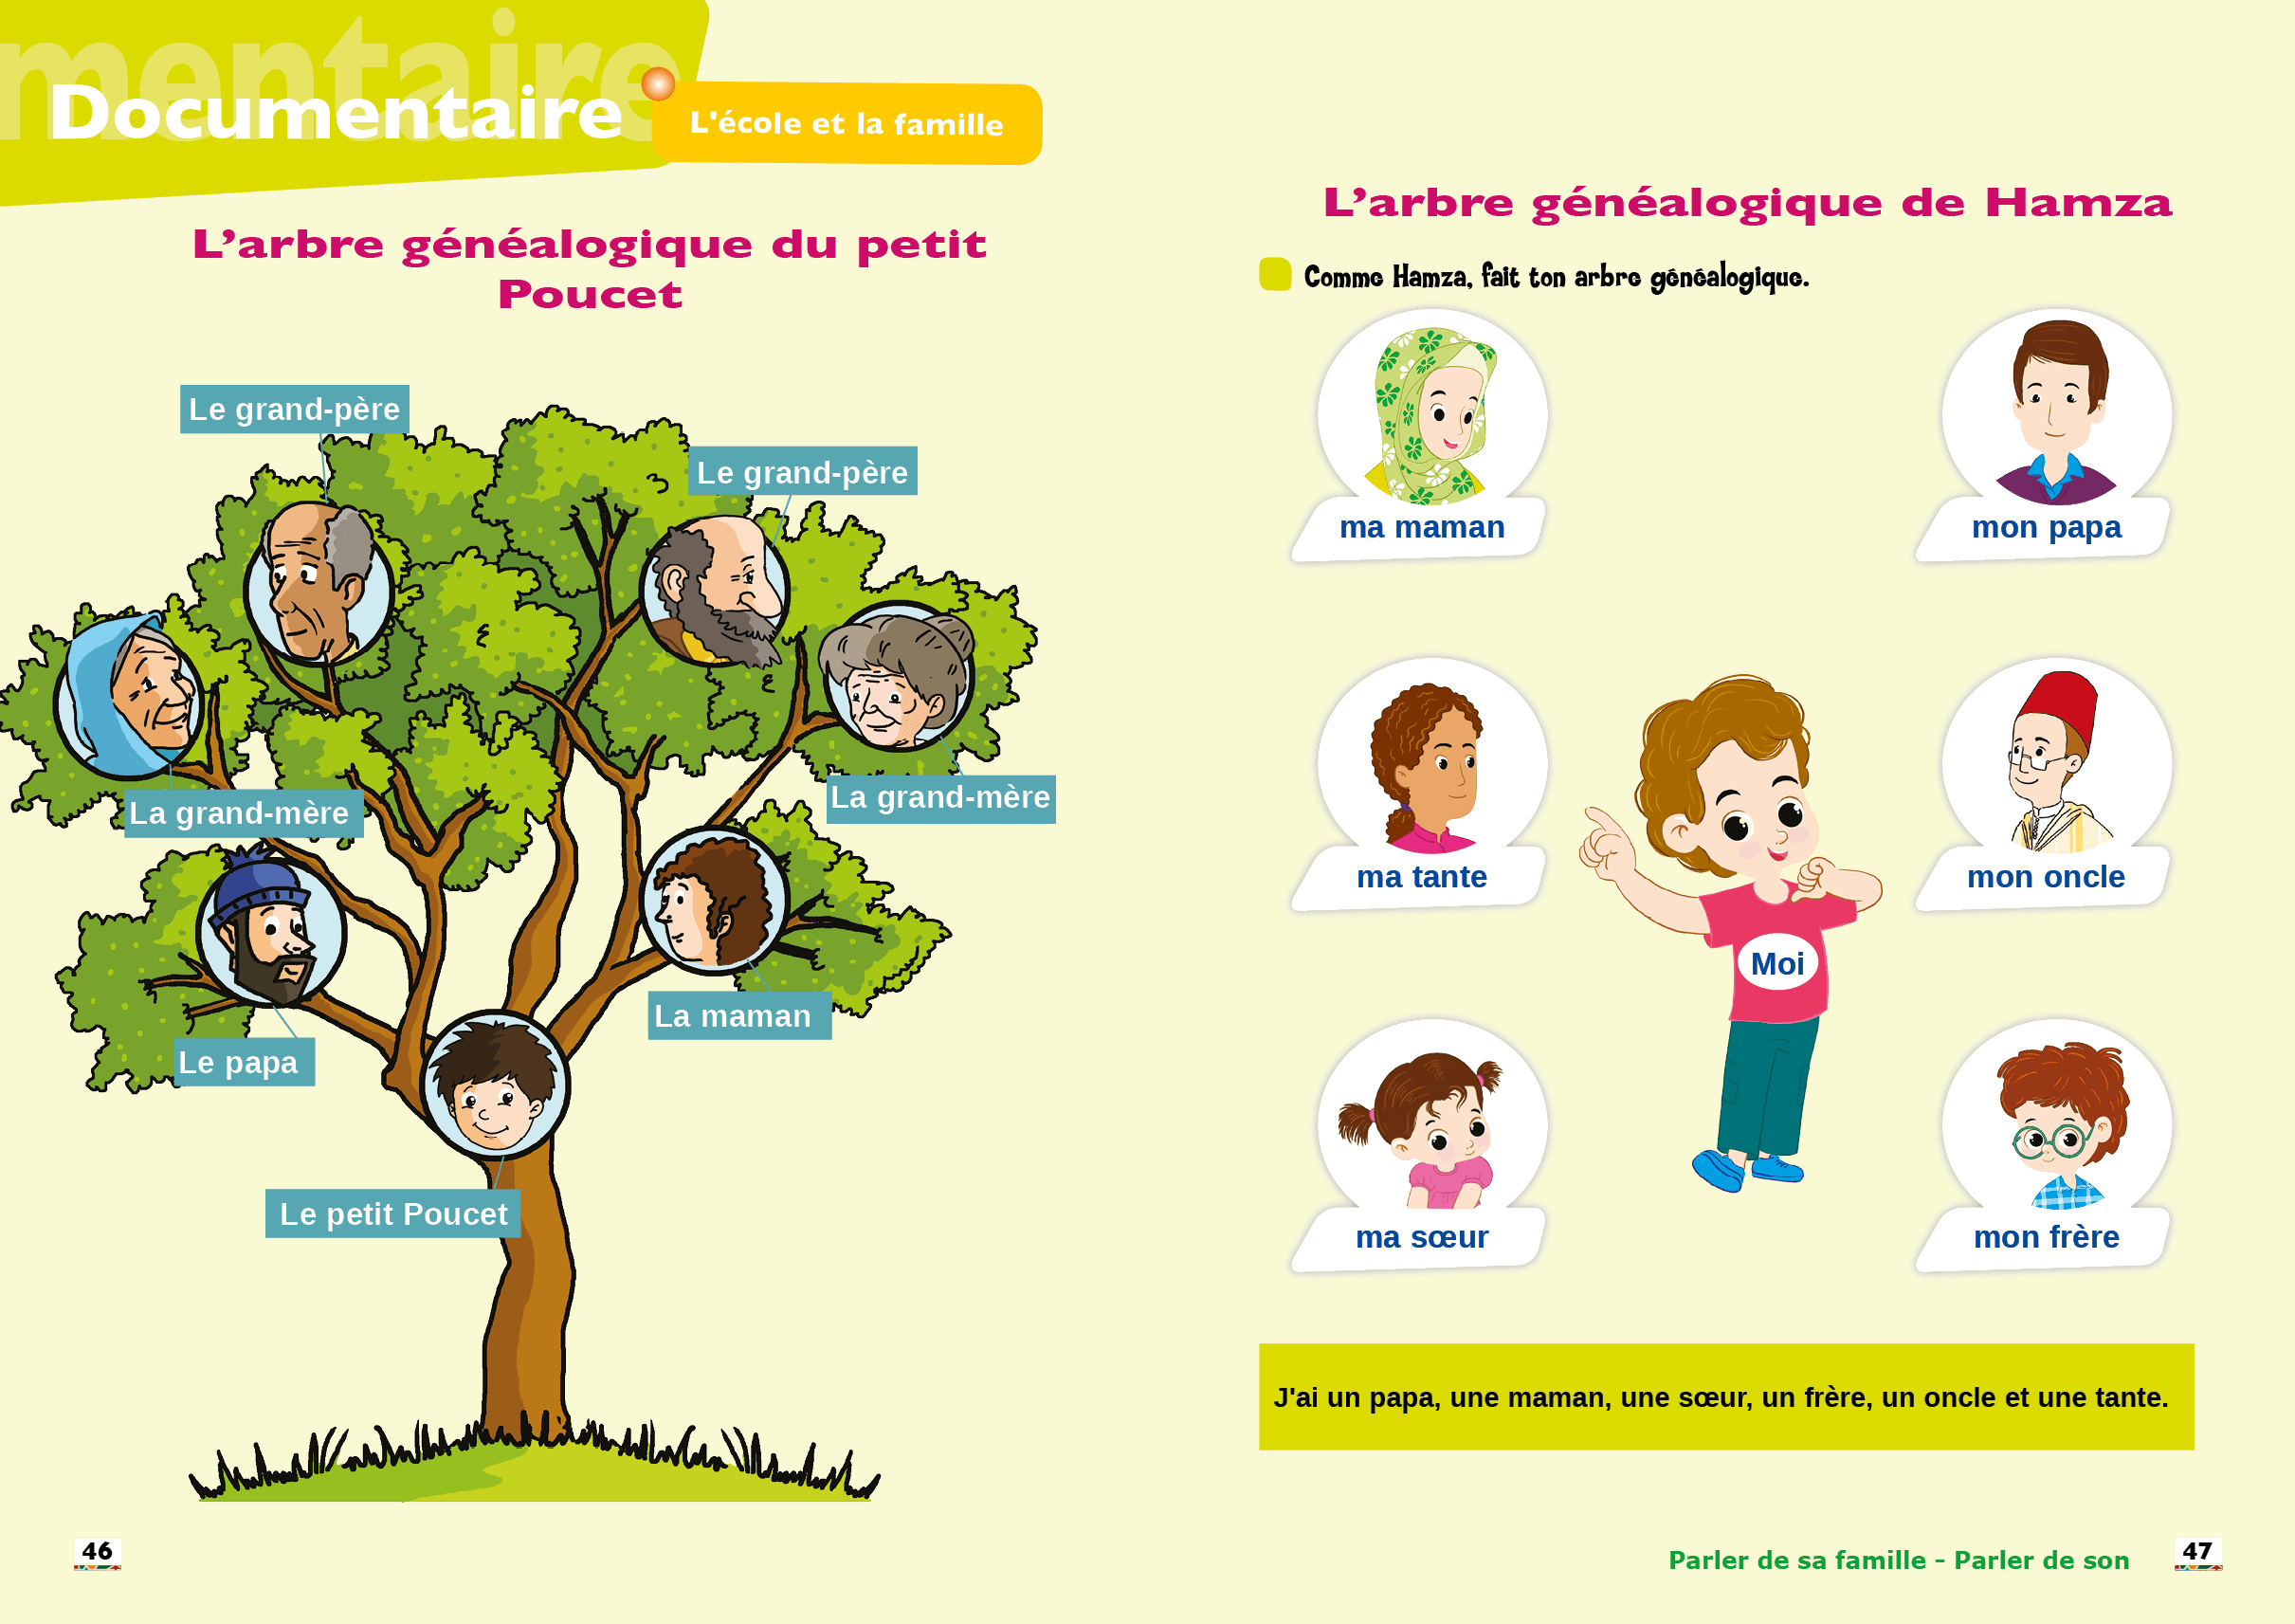 mentaire
Documentaire
L'école et la famille
L’arbre généalogique du petit
Poucet
Le grand-père
Le grand-père
La grand-mère
La grand-mère
La maman
Le papa
Le petit Poucet
46
L’arbre généalogique de Hamza
Comme Hamza, fait ton arbre généalogique.
ma maman
mon papa
ma tante
mon oncle
Moi
ma sœur
mon frère
J'ai un papa, une maman, une sœur, un frère, un oncle et une tante.
Parler de sa famille - Parler de son
47